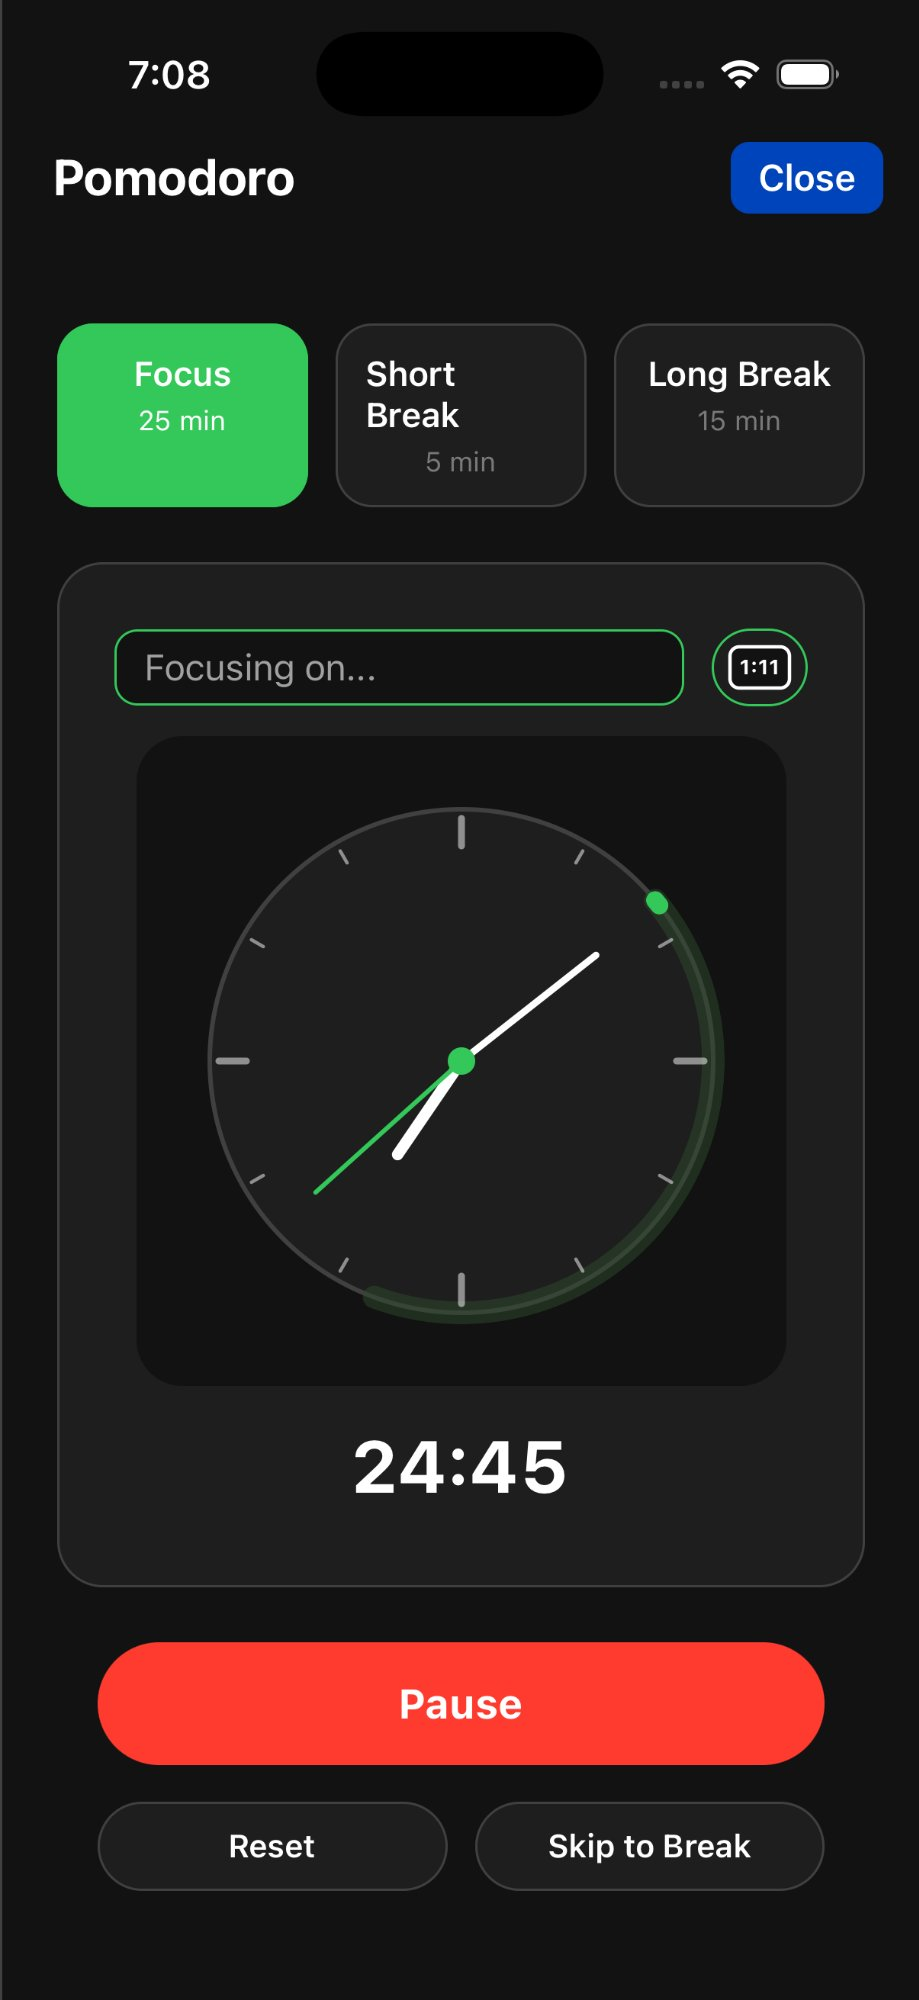 7:08
Pomodoro
Close
Focus
25 min
Short
Break
5 min
Long Break
15 min
Focusing on...
1:11
24:45
Pause
Reset
Skip to Break